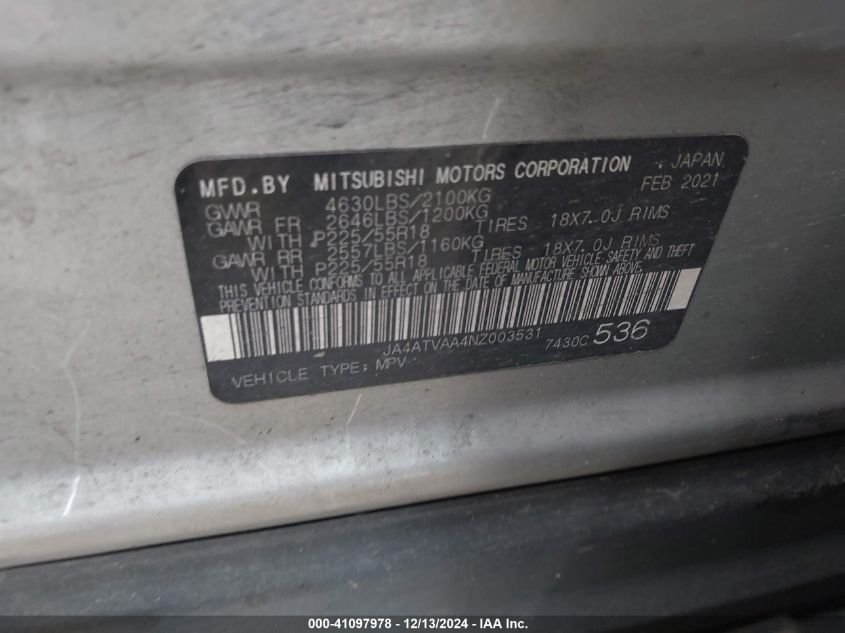 MFD.BY MITSUBISHI MOTORS CORPORATION JAPAN
FEB 2021
GVWR 4630LBS/2100KG
GAWR FR 2646LBS/1200KG
WITH P225/55R18 TIRES 18X7.0J RIMS
GAWR RR 2557LBS/1160KG
WITH P225/55R18 TIRES 18X7.0J RIMS
THIS VEHICLE CONFORMS TO ALL APPLICABLE FEDERAL MOTOR VEHICLE SAFETY AND THEFT
PREVENTION STANDARDS IN EFFECT ON THE DATE OF MANUFACTURE SHOWN ABOVE.
JA4ATVAA4NZ003531 7430C 536
VEHICLE TYPE: MPV
000-41097978 - 12/13/2024 - IAA Inc.